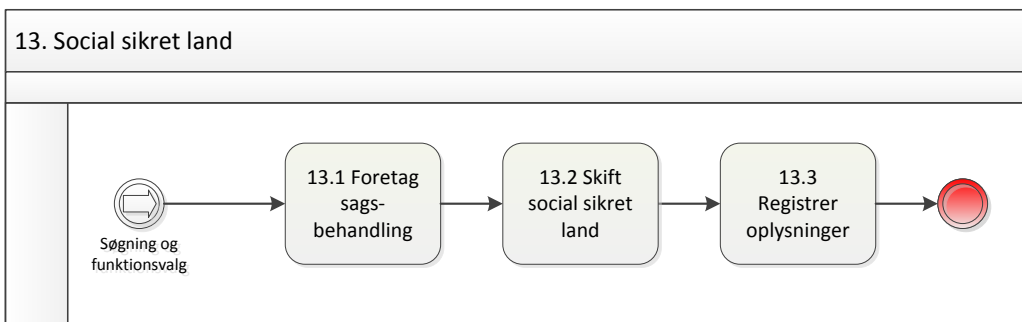 13. Social sikret land
Søgning og
funktionsvalg
13.1 Foretag
sags-
behandling
13.2 Skift
social sikret
land
13.3
Registrer
oplysninger